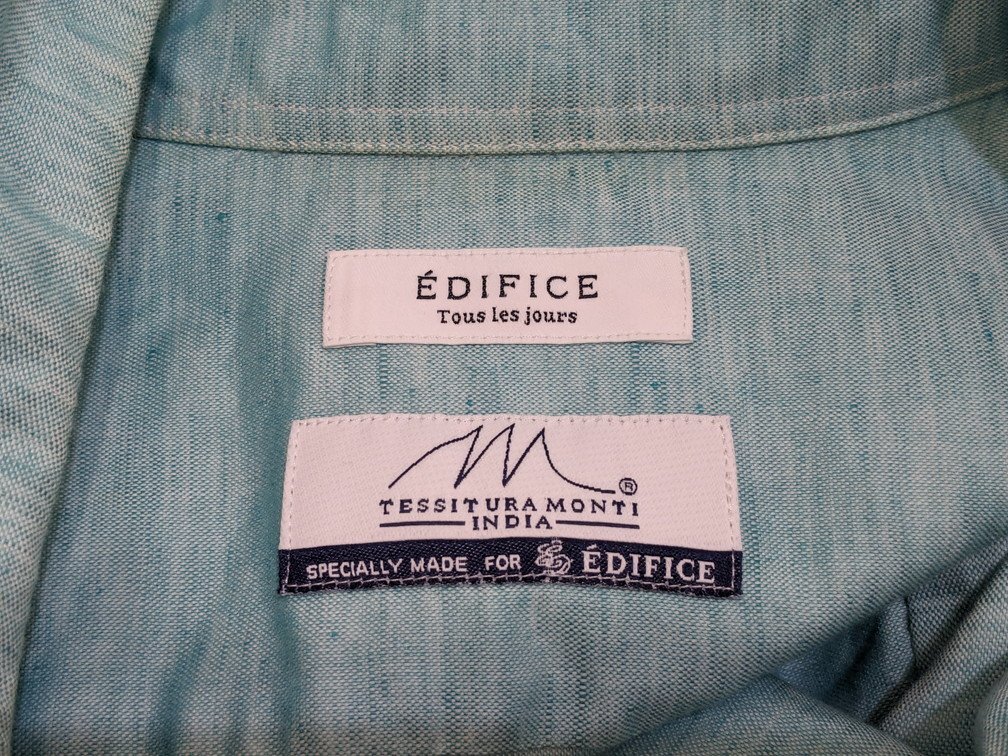 ÉDIFICE
Tous les jours
M ®
TESSITURA MONTI
INDIA
SPECIALLY MADE FOR ÉDIFICE